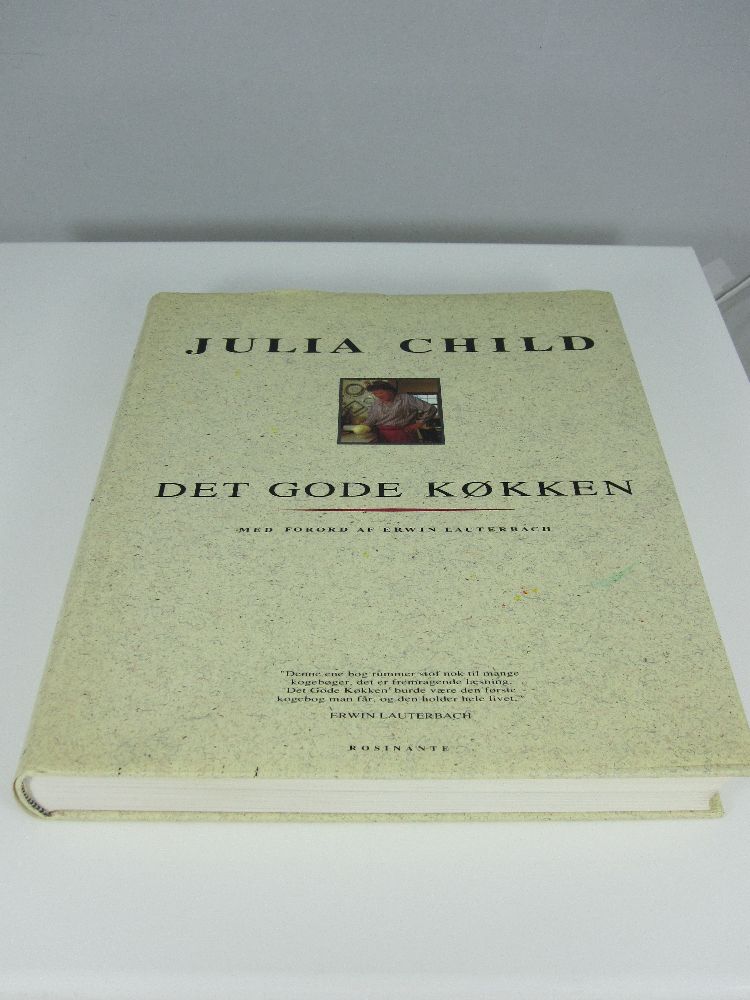 JULIA CHILD
DET GODE KØKKEN
MED FORORD AF ERWIN LAUTERBACH
"Denne ene bog rummer stof nok til mange
kogebøger, det er fremragende læsning.
'Det Gode Køkken' burde være den første
kogebog man får, og den holder hele livet."
ERWIN LAUTERBACH
ROSINANTE